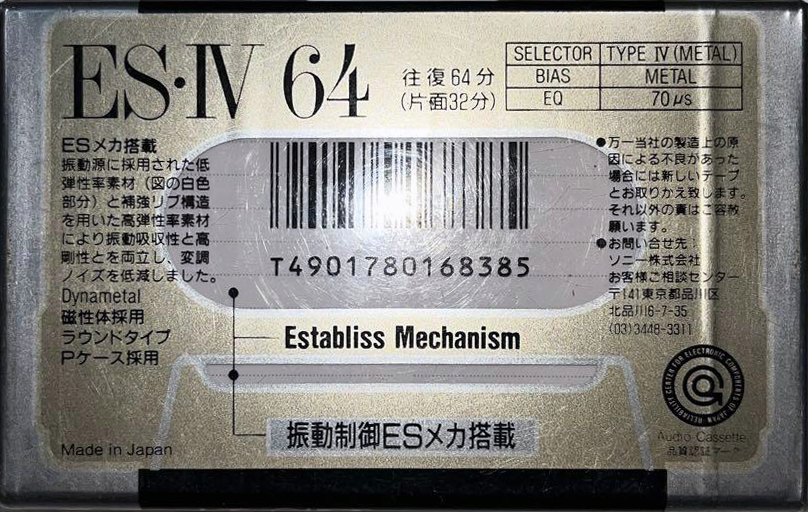 ES·IV 64
往復64分
(片面32分)
SELECTOR TYPE IV (METAL)
BIAS METAL
EQ 70μs
ESメカ搭載
振動源に採用された低
弾性率素材（図の白色
部分）と補強リブ構造
を用いた高弾性率素材
により振動吸収性と高
剛性とを両立し、変調
ノイズを低減しました。
Dynametal
磁性体採用
ラウンドタイプ
Pケース採用
Made in Japan
T4901780168385
Establiss Mechanism
振動制御ESメカ搭載
●万一当社の製造上の原
因による不良があった
場合には新しいテープ
とお取りかえ致します。
それ以外の責はご容赦
願います。
●お問い合せ先：
ソニー株式会社
お客様ご相談センター
〒141東京都品川区
北品川6-7-35
(03)3448-3311
RELIABILITY CENTER FOR ELECTRONIC COMPONENTS OF JAPAN
Audio Cassette
品質認証マーク